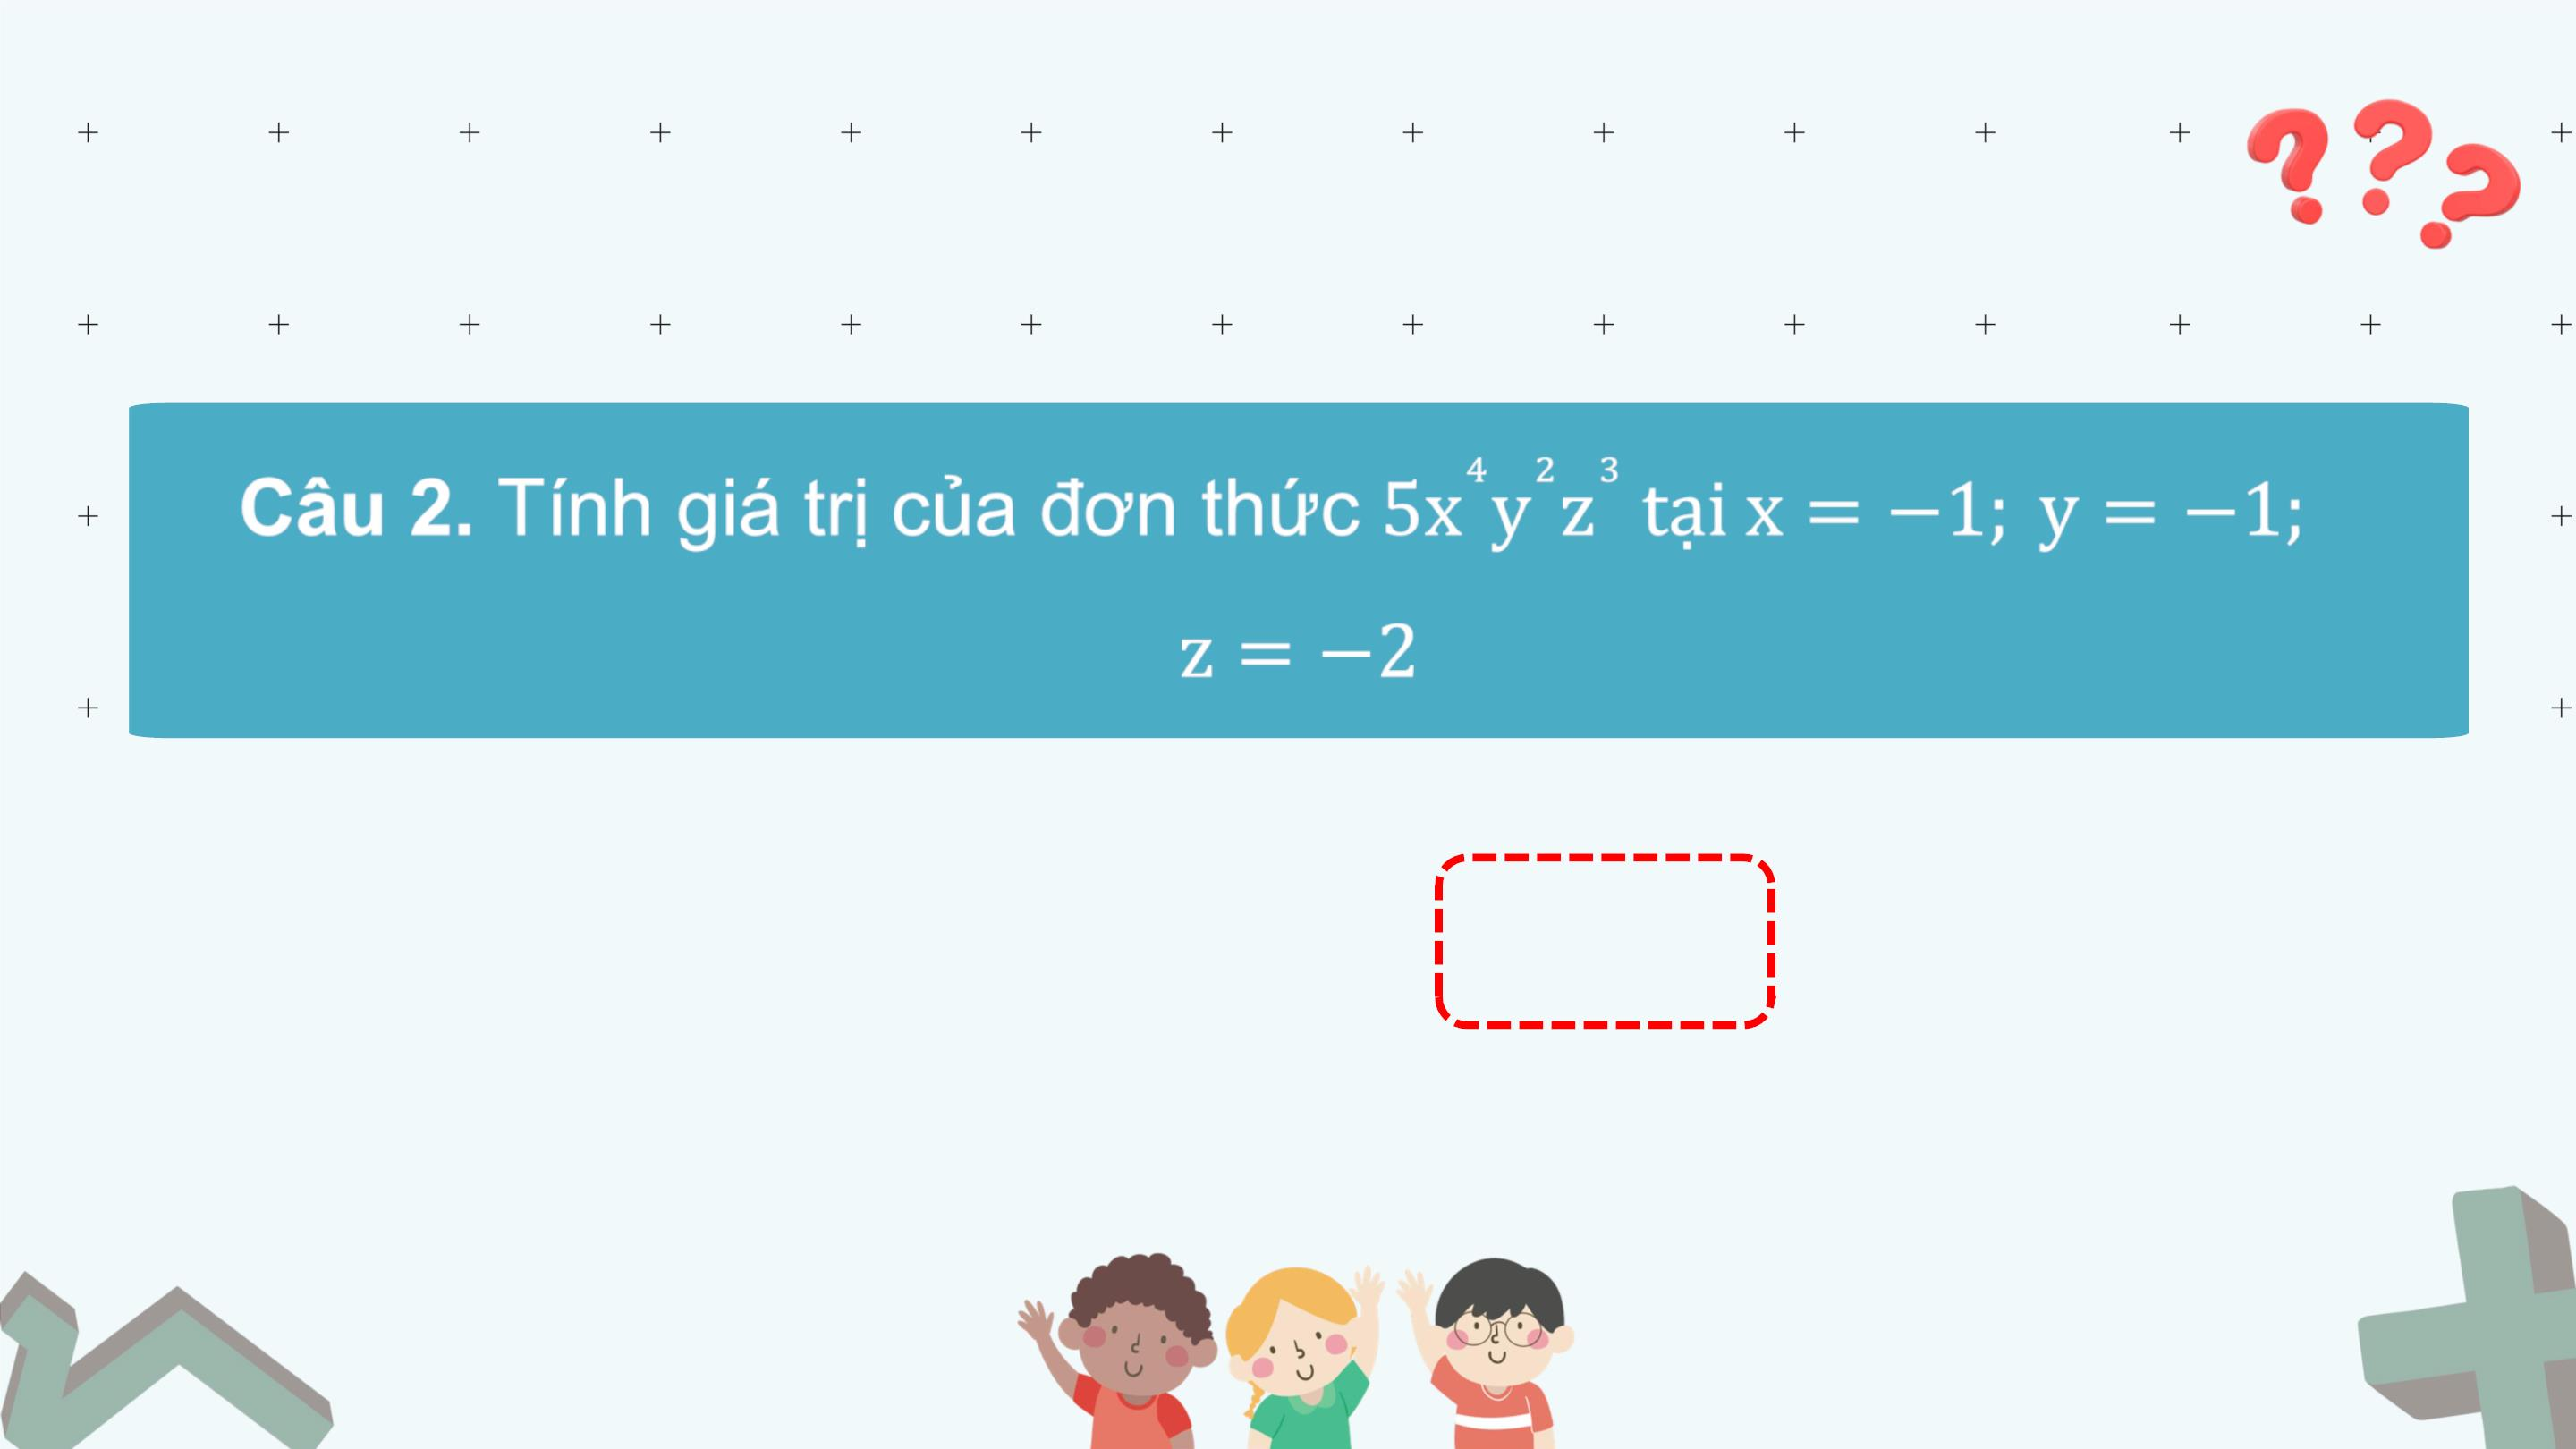 Câu 2. Tính giá trị của đơn thức 5x⁴y²z³ tại x = −1; y = −1;
z = −2